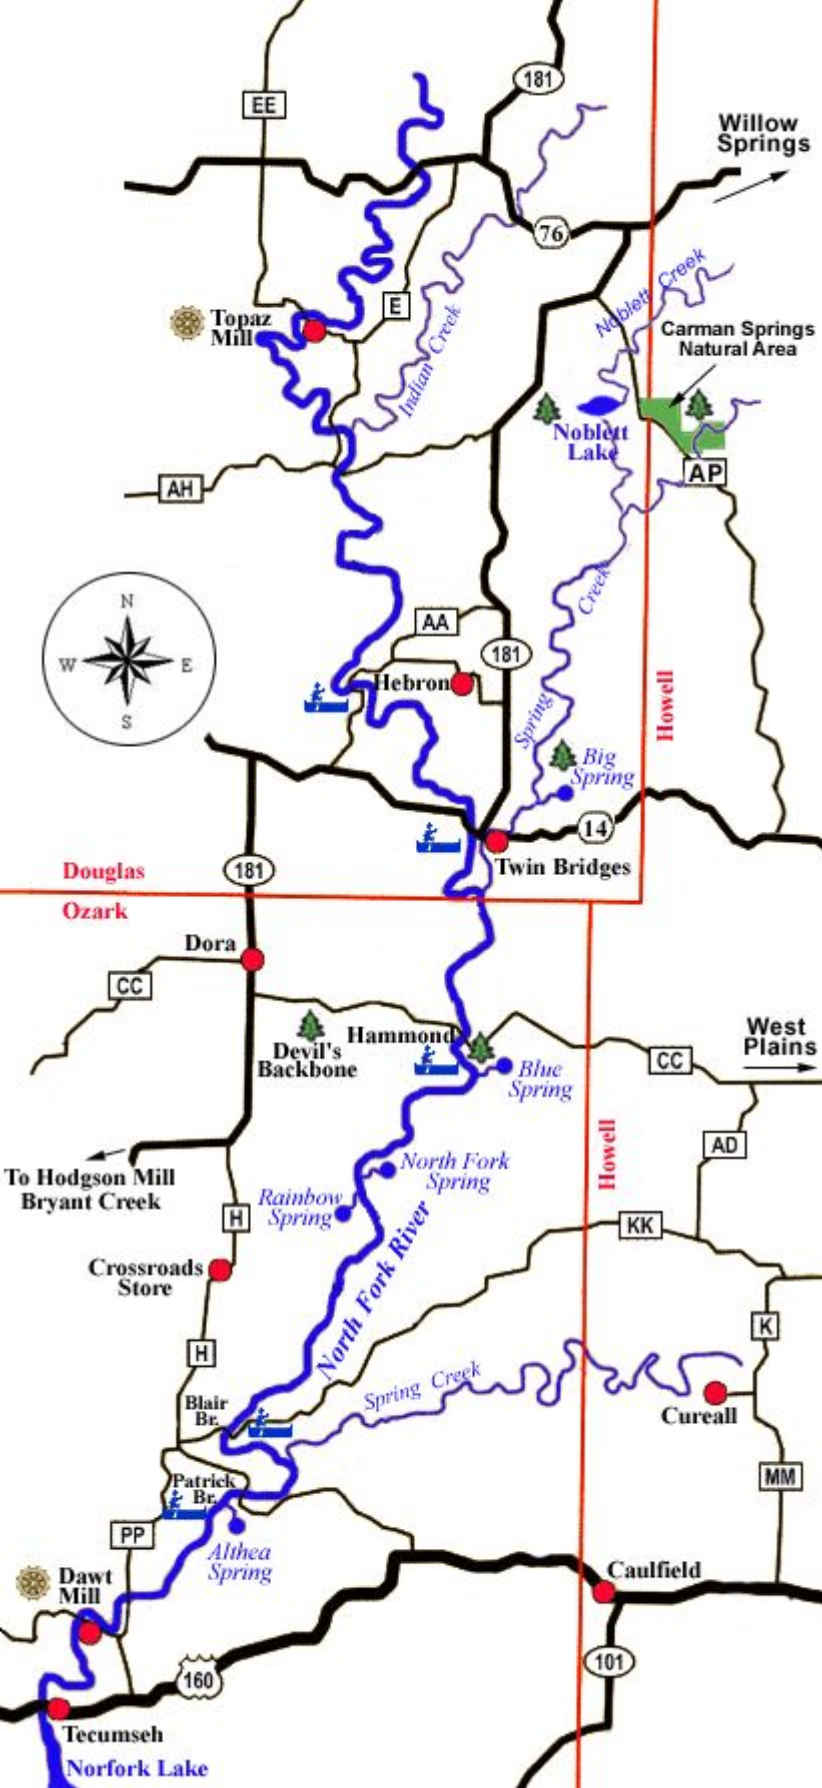 181
EE
Willow
Springs
76
Noblett Creek
E
Topaz
Mill
Indian Creek
Carman Springs
Natural Area
Noblett
Lake
AP
AH
N
W
E
S
AA
181
Creek
Hebron
Howell
Spring
Big
Spring
14
Twin Bridges
Douglas
181
Ozark
Dora
CC
Hammond
Devil's
Backbone
West
Plains
CC
Blue
Spring
AD
Howell
To Hodgson Mill
Bryant Creek
North Fork
Spring
Rainbow
Spring
H
KK
North Fork River
Crossroads
Store
K
H
Spring Creek
Blair
Br.
Cureall
Patrick
Br.
MM
PP
Althea
Spring
Dawt
Mill
Caulfield
160
101
Tecumseh
Norfork Lake